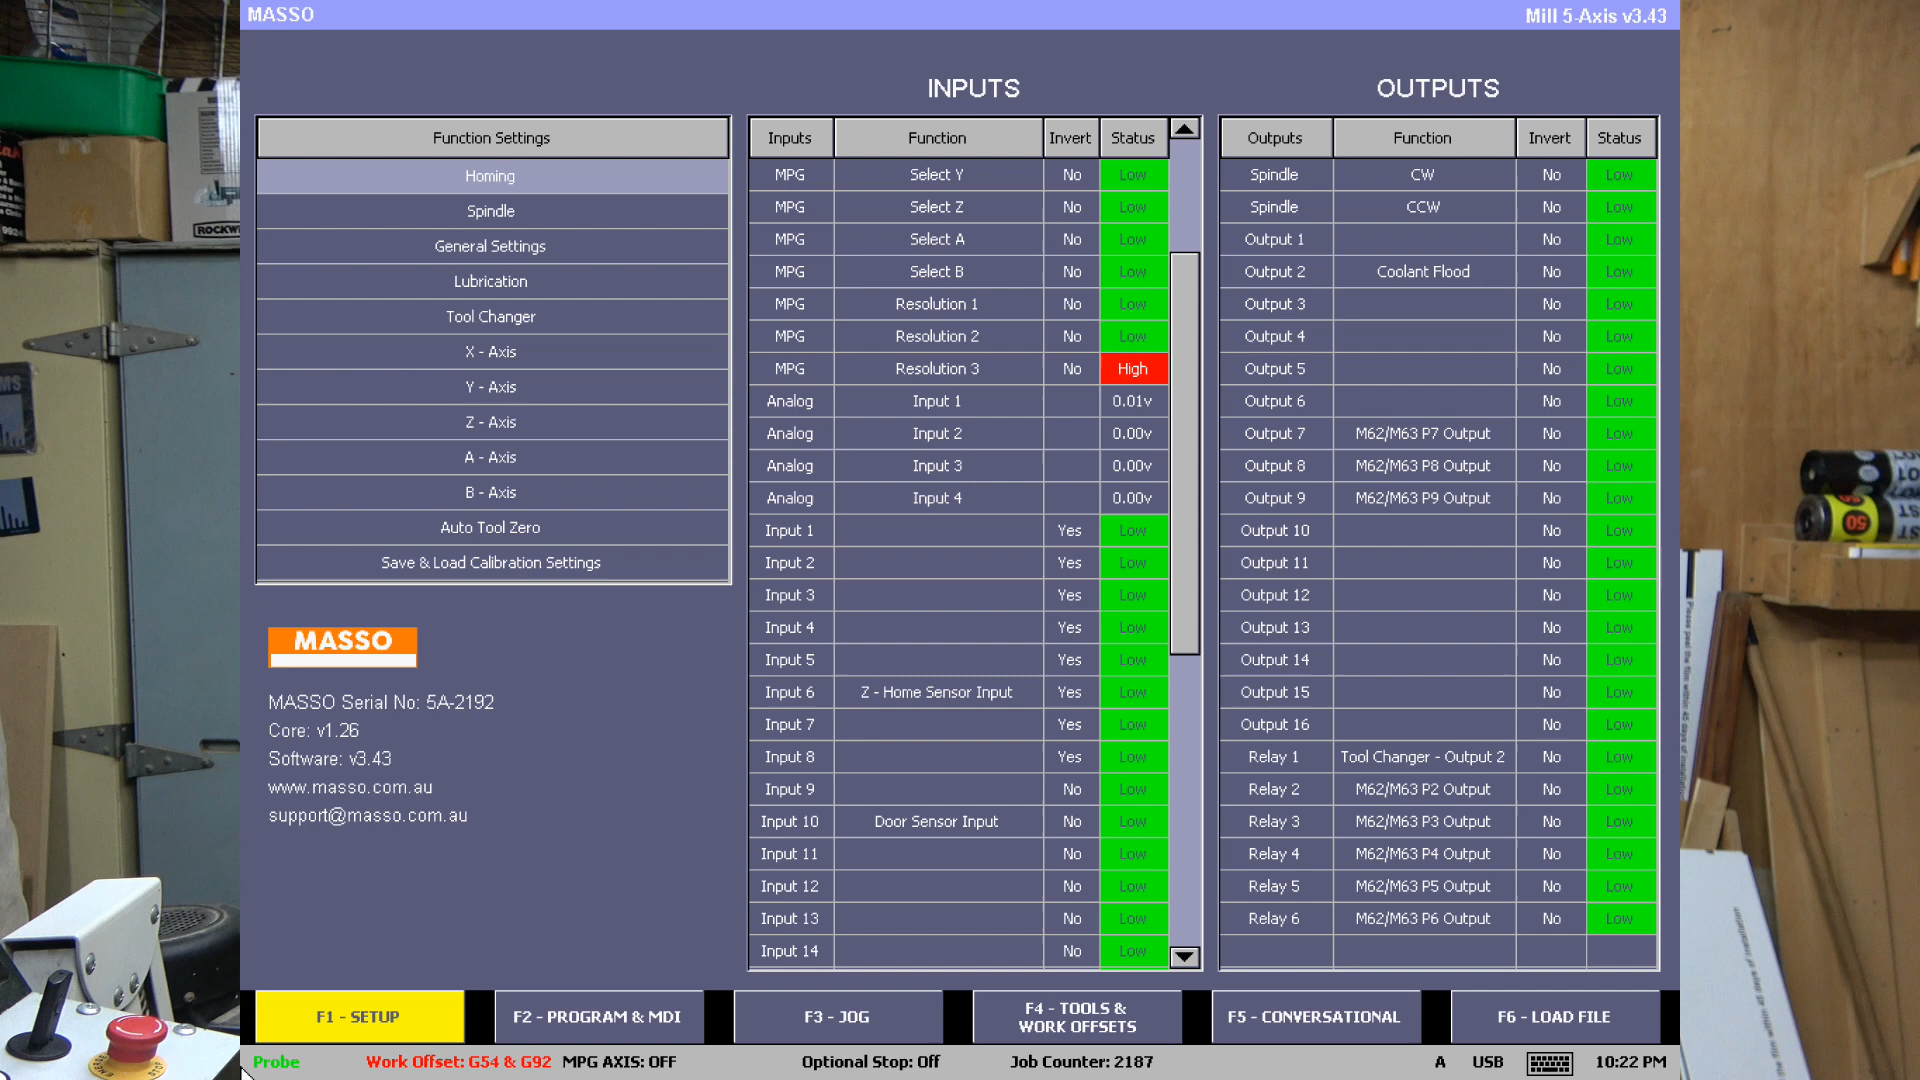 MASSO
Mill 5-Axis v3.43
INPUTS
OUTPUTS
Function Settings
Homing
Spindle
General Settings
Lubrication
Tool Changer
X - Axis
Y - Axis
Z - Axis
A - Axis
B - Axis
Auto Tool Zero
Save & Load Calibration Settings
MASSO
MASSO Serial No: 5A-2192
Core: v1.26
Software: v3.43
www.masso.com.au
support@masso.com.au
Inputs Function Invert Status
MPG Select Y No Low
MPG Select Z No Low
MPG Select A No Low
MPG Select B No Low
MPG Resolution 1 No Low
MPG Resolution 2 No Low
MPG Resolution 3 No High
Analog Input 1 0.01v
Analog Input 2 0.00v
Analog Input 3 0.00v
Analog Input 4 0.00v
Input 1 Yes Low
Input 2 Yes Low
Input 3 Yes Low
Input 4 Yes Low
Input 5 Yes Low
Input 6 Z - Home Sensor Input Yes Low
Input 7 Yes Low
Input 8 Yes Low
Input 9 No Low
Input 10 Door Sensor Input No Low
Input 11 No Low
Input 12 No Low
Input 13 No Low
Input 14 No Low
Outputs Function Invert Status
Spindle CW No Low
Spindle CCW No Low
Output 1 No Low
Output 2 Coolant Flood No Low
Output 3 No Low
Output 4 No Low
Output 5 No Low
Output 6 No Low
Output 7 M62/M63 P7 Output No Low
Output 8 M62/M63 P8 Output No Low
Output 9 M62/M63 P9 Output No Low
Output 10 No Low
Output 11 No Low
Output 12 No Low
Output 13 No Low
Output 14 No Low
Output 15 No Low
Output 16 No Low
Relay 1 Tool Changer - Output 2 No Low
Relay 2 M62/M63 P2 Output No Low
Relay 3 M62/M63 P3 Output No Low
Relay 4 M62/M63 P4 Output No Low
Relay 5 M62/M63 P5 Output No Low
Relay 6 M62/M63 P6 Output No Low
F1 - SETUP
F2 - PROGRAM & MDI
F3 - JOG
F4 - TOOLS &
WORK OFFSETS
F5 - CONVERSATIONAL
F6 - LOAD FILE
Probe Work Offset: G54 & G92 MPG AXIS: OFF Optional Stop: Off Job Counter: 2187 A USB 10:22 PM
ROCKW
50
STOP